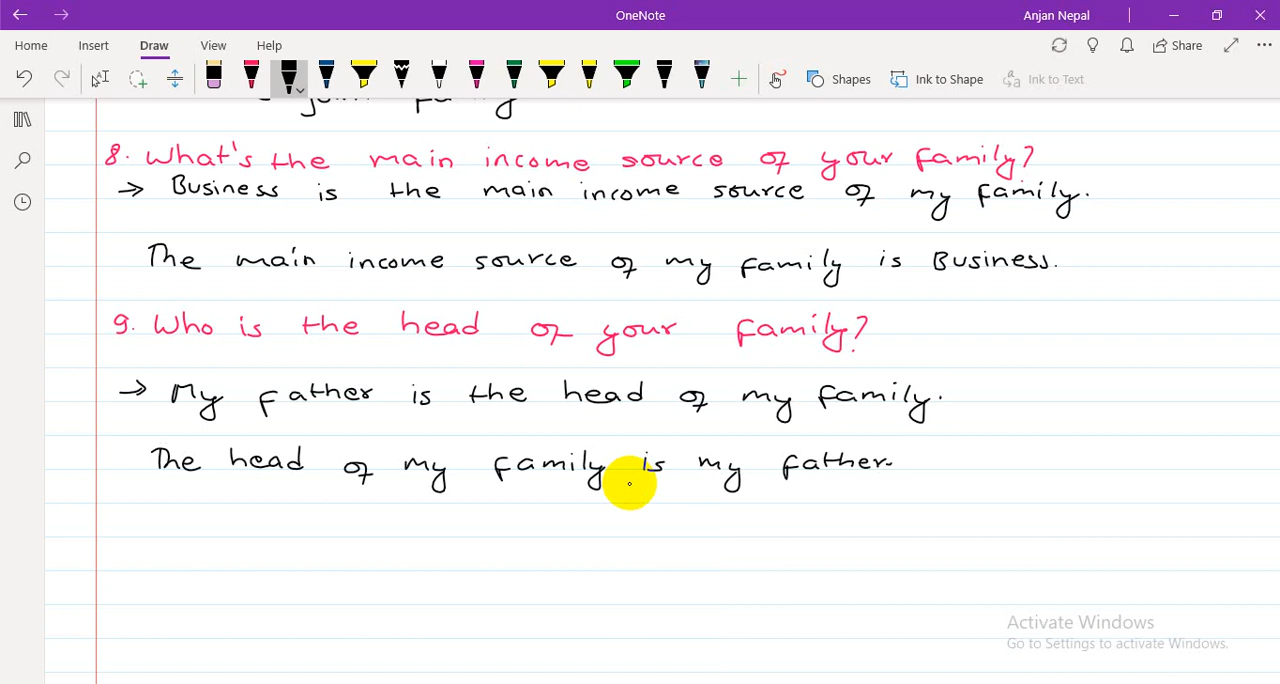 OneNote
Anjan Nepal
Home Insert Draw View Help
Share
Shapes Ink to Shape Ink to Text
joint family
8. What's the main income source of your family?
→ Business is the main income source of my family.
The main income source of my family is Business.
9. Who is the head of your family?
→ My father is the head of my family.
The head of my family is my father.
Activate Windows
Go to Settings to activate Windows.